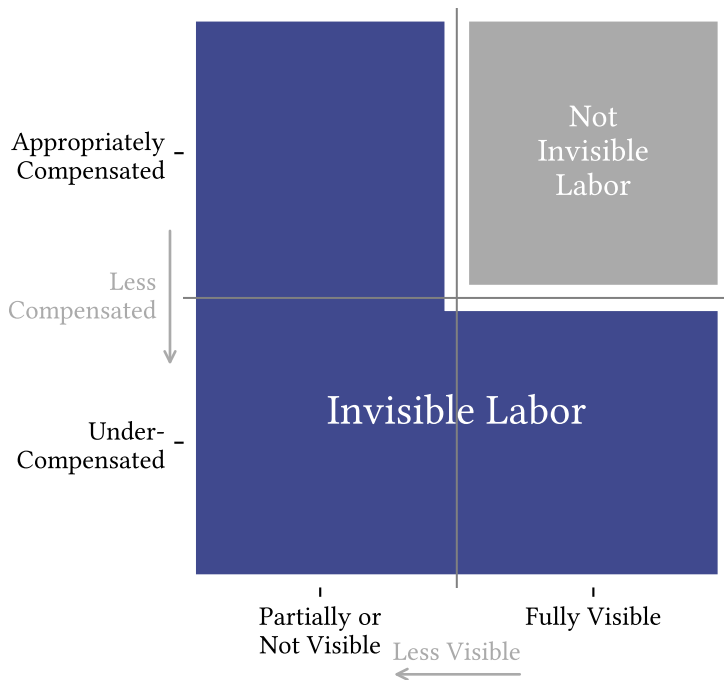 Not
Invisible
Labor
Appropriately
Compensated
Less
Compensated
Invisible Labor
Under-
Compensated
Partially or
Not Visible
Fully Visible
Less Visible